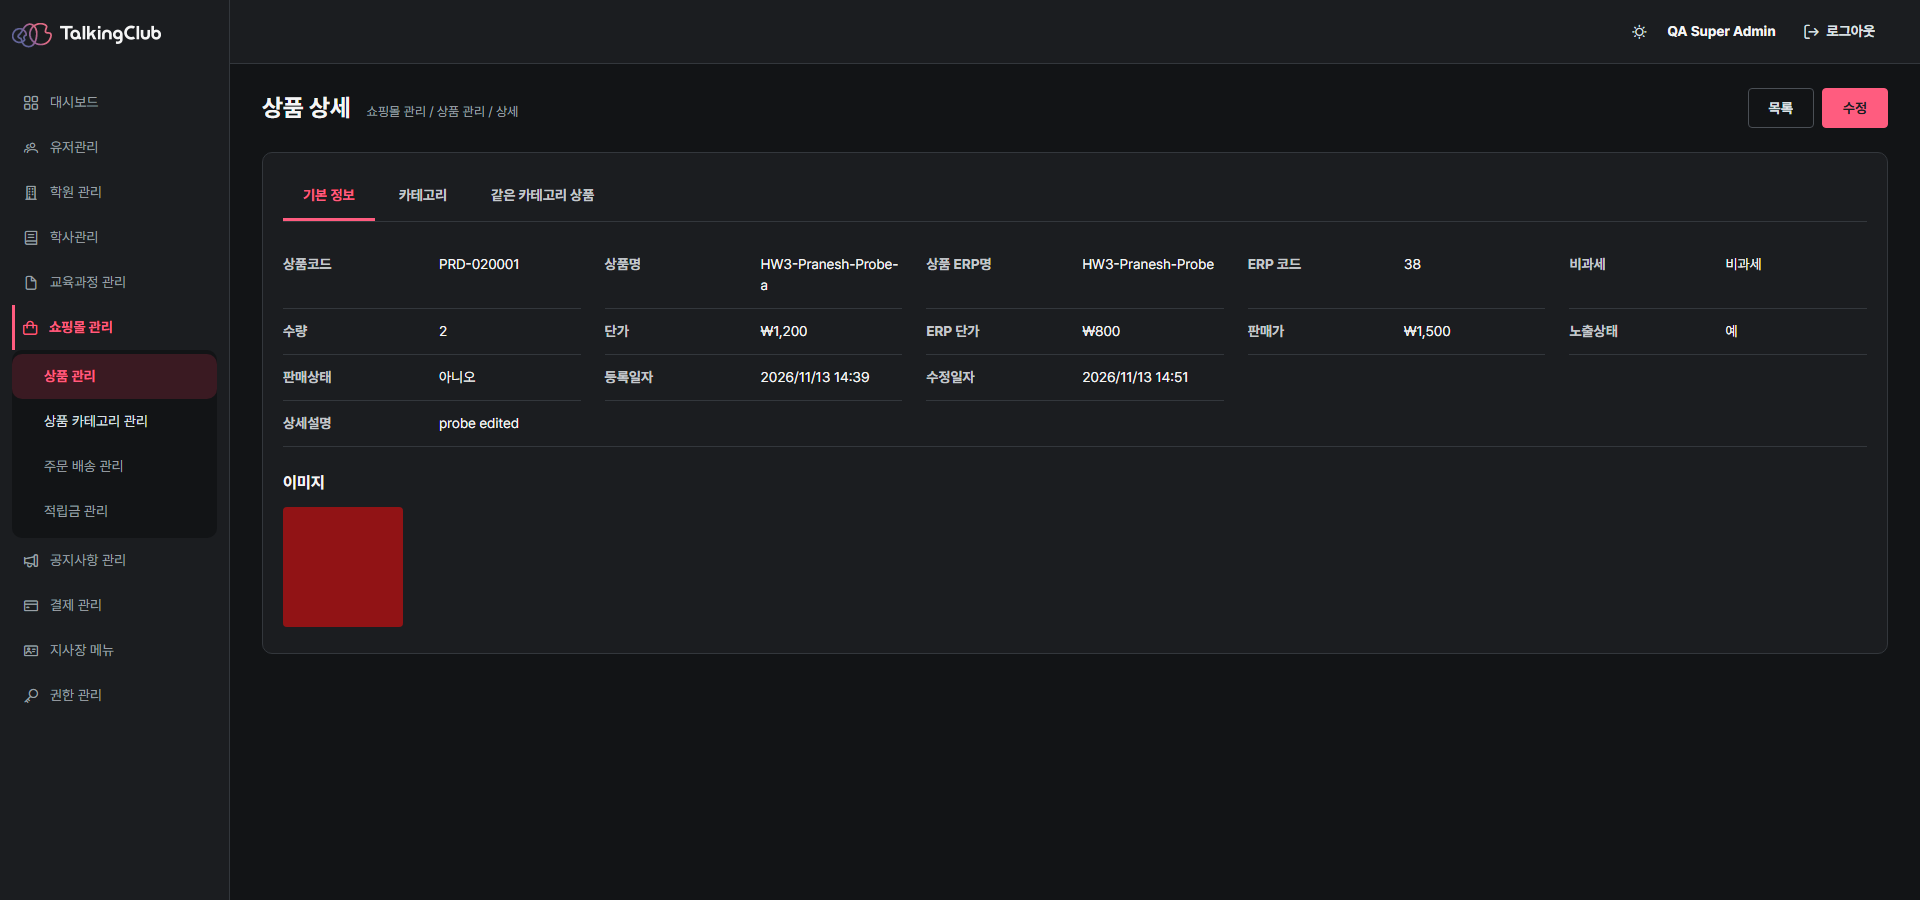 TalkingClub
QA Super Admin
로그아웃
대시보드
유저관리
학원 관리
학사관리
교육과정 관리
쇼핑몰 관리
상품 관리
상품 카테고리 관리
주문 배송 관리
적립금 관리
공지사항 관리
결제 관리
지사장 메뉴
권한 관리
상품 상세
쇼핑몰 관리 / 상품 관리 / 상세
목록
수정
기본 정보
카테고리
같은 카테고리 상품
상품코드
PRD-020001
상품명
HW3-Pranesh-Probe-
a
상품 ERP명
HW3-Pranesh-Probe
ERP 코드
38
비과세
비과세
수량
2
단가
₩1,200
ERP 단가
₩800
판매가
₩1,500
노출상태
예
판매상태
아니오
등록일자
2026/11/13 14:39
수정일자
2026/11/13 14:51
상세설명
probe edited
이미지